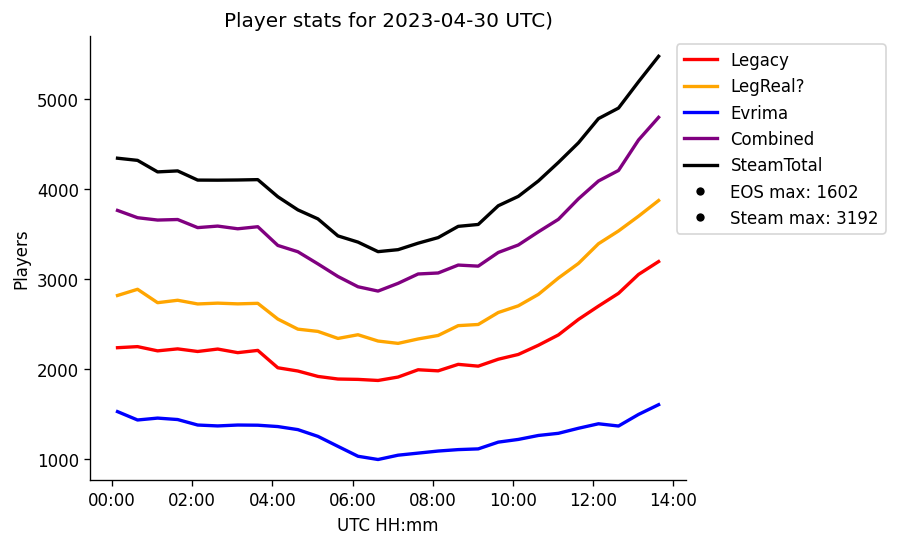 Player stats for 2023-04-30 UTC)
Legacy
LegReal?
Evrima
Combined
SteamTotal
EOS max: 1602
Steam max: 3192
Players
5000
4000
3000
2000
1000
00:00 02:00 04:00 06:00 08:00 10:00 12:00 14:00
UTC HH:mm